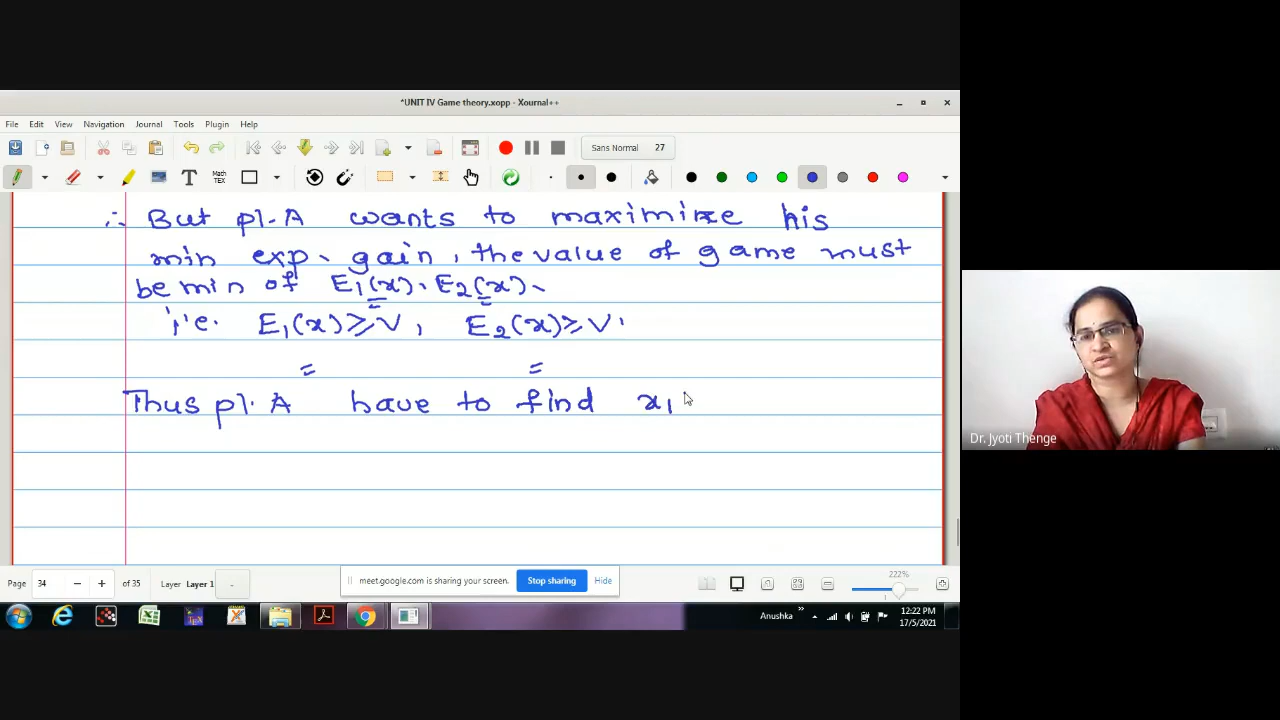 *UNIT IV Game theory.xopp - Xournal++
File Edit View Navigation Journal Tools Plugin Help
Sans Normal 27
∴ But pl. A wants to maximize his
min exp. gain, the value of game must
be min of E₁(x), E₂(x).
i.e. E₁(x) ≥ V, E₂(x) ≥ V.
Thus pl. A have to find x₁
Dr. Jyoti Thenge
meet.google.com is sharing your screen. Stop sharing Hide
Page 34 of 35 Layer Layer 1 222%
Anushka 12:22 PM
17/5/2021